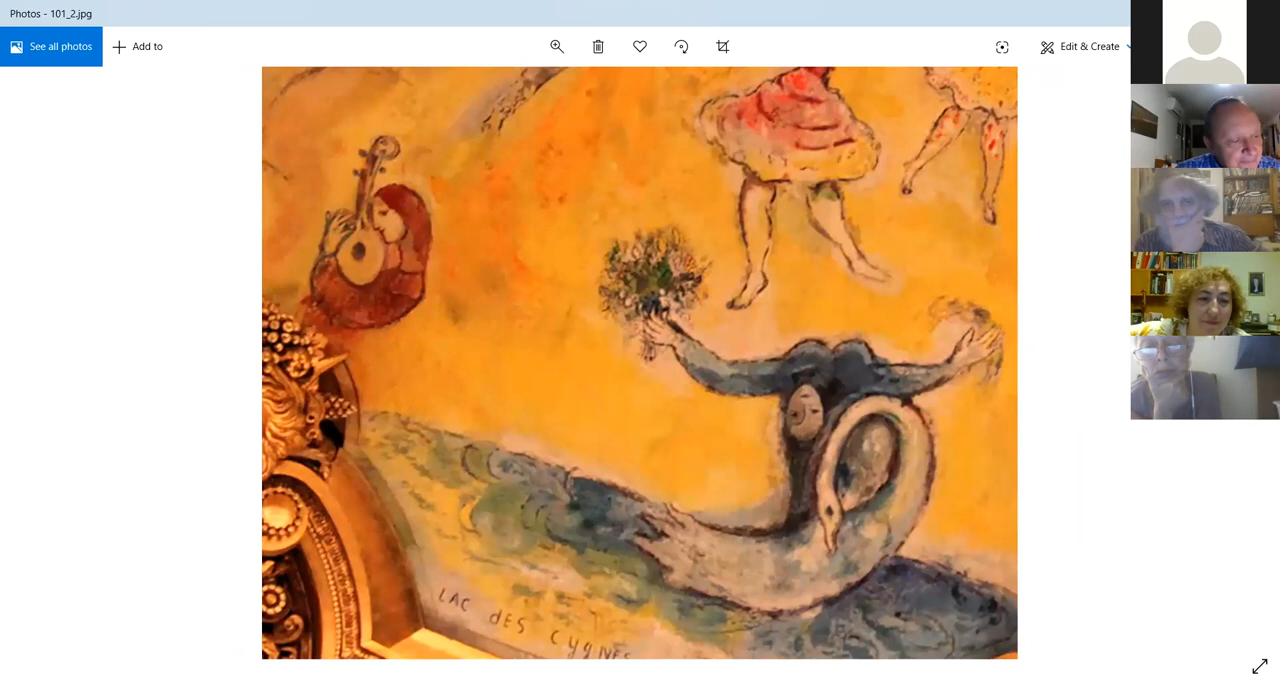 Photos - 101_2.jpg
See all photos
Add to
Edit & Create
LAC DES CYGNES